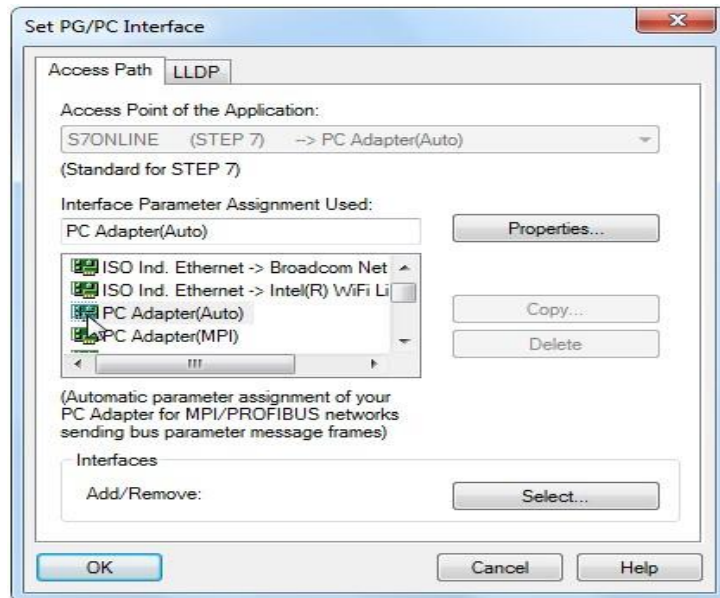 Set PG/PC Interface
Access Path LLDP
Access Point of the Application:
S7ONLINE (STEP 7) --> PC Adapter(Auto)
(Standard for STEP 7)
Interface Parameter Assignment Used:
PC Adapter(Auto)
Properties...
ISO Ind. Ethernet -> Broadcom Net
ISO Ind. Ethernet -> Intel(R) WiFi Li
PC Adapter(Auto)
PC Adapter(MPI)
Copy...
Delete
(Automatic parameter assignment of your
PC Adapter for MPI/PROFIBUS networks
sending bus parameter message frames)
Interfaces
Add/Remove:
Select...
OK
Cancel
Help